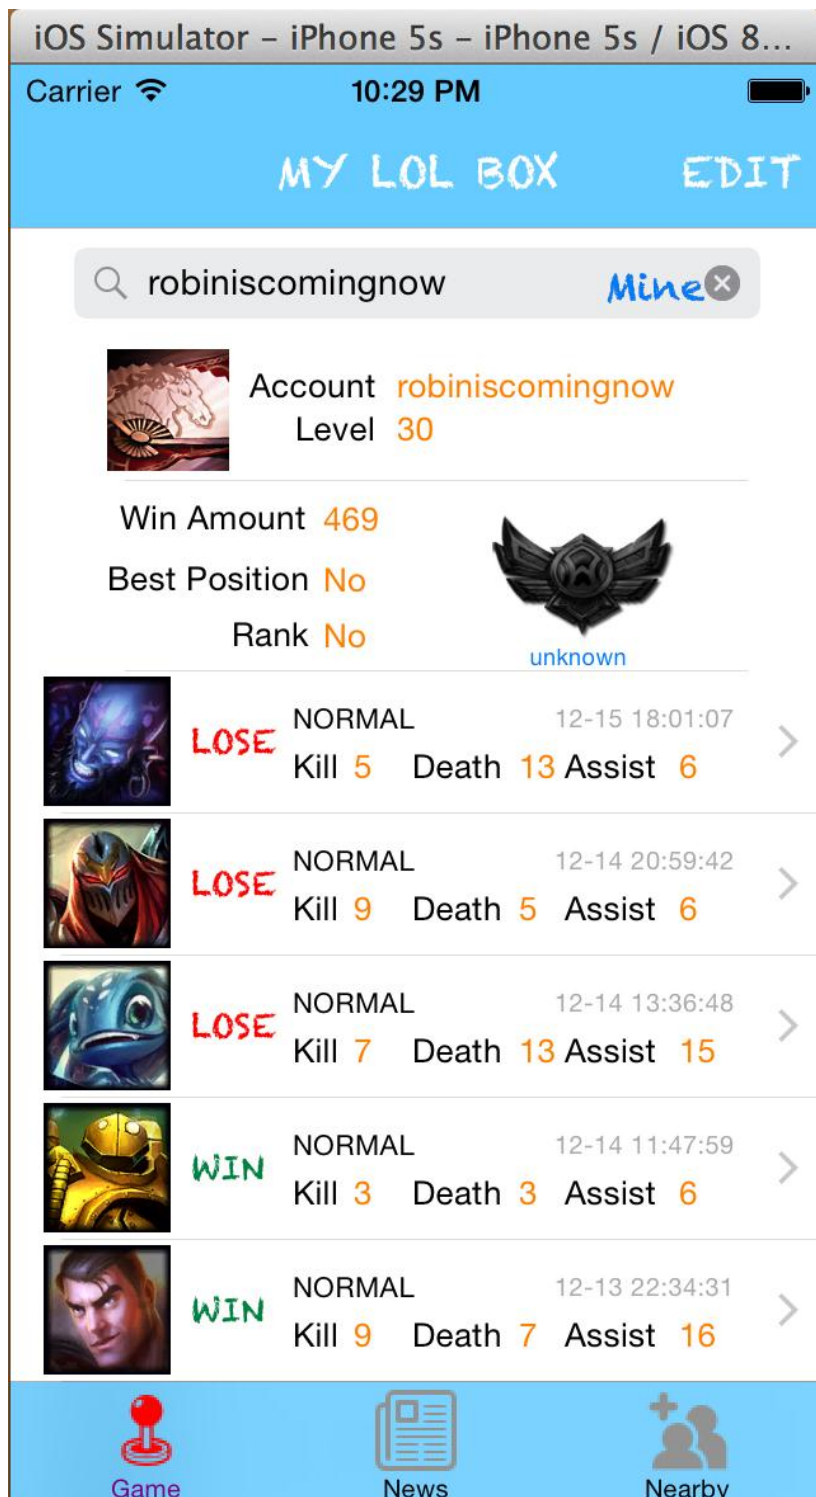 iOS Simulator – iPhone 5s – iPhone 5s / iOS 8...
Carrier 10:29 PM
MY LOL BOX EDIT
robiniscomingnow Mine
Account robiniscomingnow
Level 30
Win Amount 469
Best Position No
Rank No
unknown
NORMAL 12-15 18:01:07
LOSE
Kill 5 Death 13 Assist 6
NORMAL 12-14 20:59:42
LOSE
Kill 9 Death 5 Assist 6
NORMAL 12-14 13:36:48
LOSE
Kill 7 Death 13 Assist 15
NORMAL 12-14 11:47:59
WIN
Kill 3 Death 3 Assist 6
NORMAL 12-13 22:34:31
WIN
Kill 9 Death 7 Assist 16
Game News Nearby